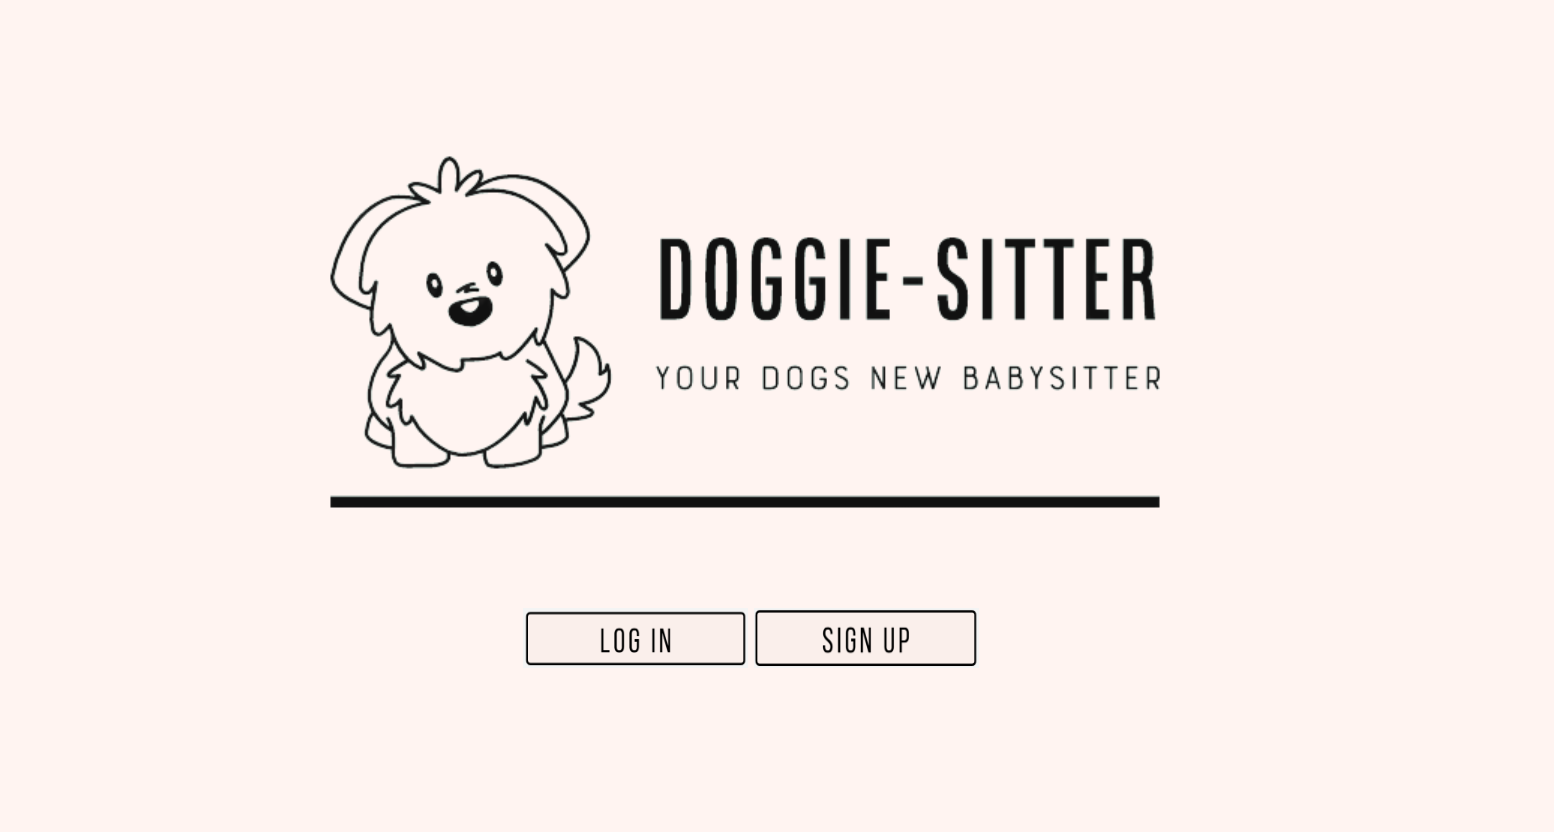 DOGGIE-SITTER
YOUR DOGS NEW BABYSITTER
LOG IN
SIGN UP